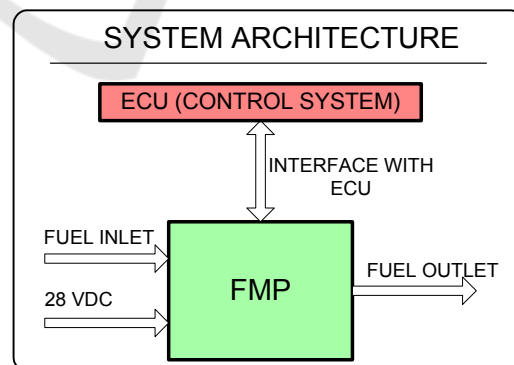 SYSTEM ARCHITECTURE
ECU (CONTROL SYSTEM)
INTERFACE WITH
ECU
FUEL INLET
FUEL OUTLET
28 VDC
FMP